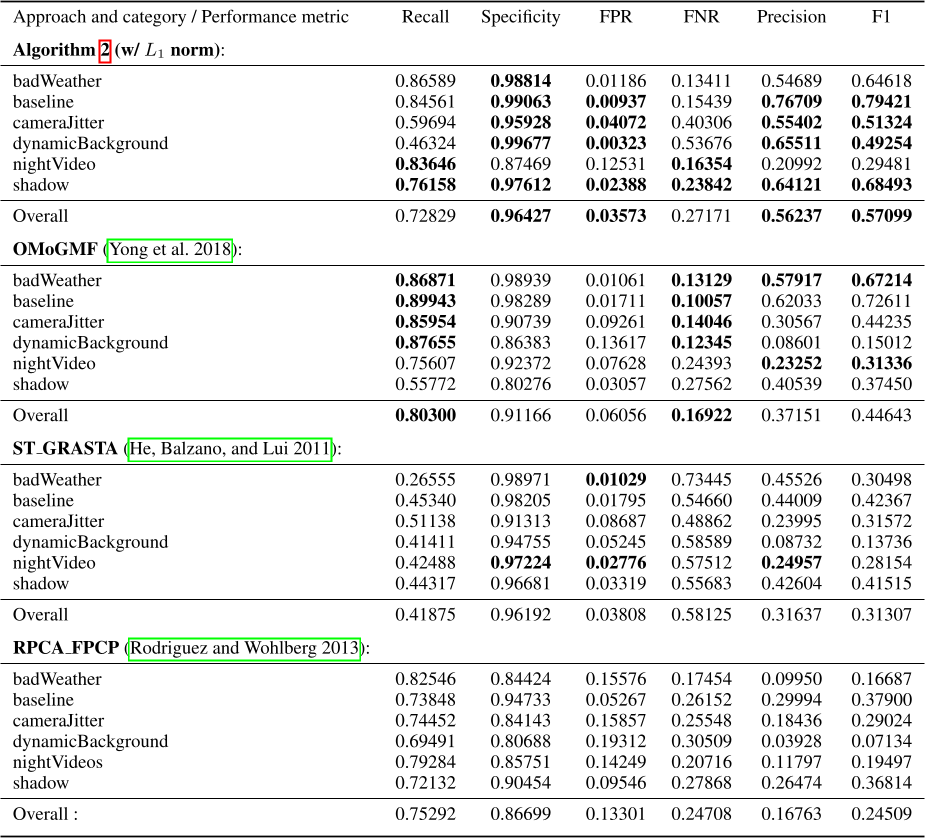 Approach and category / Performance metric Recall Specificity FPR FNR Precision F1
Algorithm 2 (w/ L1 norm):
badWeather 0.86589 0.98814 0.01186 0.13411 0.54689 0.64618
baseline 0.84561 0.99063 0.00937 0.15439 0.76709 0.79421
cameraJitter 0.59694 0.95928 0.04072 0.40306 0.55402 0.51324
dynamicBackground 0.46324 0.99677 0.00323 0.53676 0.65511 0.49254
nightVideo 0.83646 0.87469 0.12531 0.16354 0.20992 0.29481
shadow 0.76158 0.97612 0.02388 0.23842 0.64121 0.68493
Overall 0.72829 0.96427 0.03573 0.27171 0.56237 0.57099
OMoGMF (Yong et al. 2018):
badWeather 0.86871 0.98939 0.01061 0.13129 0.57917 0.67214
baseline 0.89943 0.98289 0.01711 0.10057 0.62033 0.72611
cameraJitter 0.85954 0.90739 0.09261 0.14046 0.30567 0.44235
dynamicBackground 0.87655 0.86383 0.13617 0.12345 0.08601 0.15012
nightVideo 0.75607 0.92372 0.07628 0.24393 0.23252 0.31336
shadow 0.55772 0.80276 0.03057 0.27562 0.40539 0.37450
Overall 0.80300 0.91166 0.06056 0.16922 0.37151 0.44643
ST_GRASTA (He, Balzano, and Lui 2011):
badWeather 0.26555 0.98971 0.01029 0.73445 0.45526 0.30498
baseline 0.45340 0.98205 0.01795 0.54660 0.44009 0.42367
cameraJitter 0.51138 0.91313 0.08687 0.48862 0.23995 0.31572
dynamicBackground 0.41411 0.94755 0.05245 0.58589 0.08732 0.13736
nightVideo 0.42488 0.97224 0.02776 0.57512 0.24957 0.28154
shadow 0.44317 0.96681 0.03319 0.55683 0.42604 0.41515
Overall 0.41875 0.96192 0.03808 0.58125 0.31637 0.31307
RPCA_FPCP (Rodriguez and Wohlberg 2013):
badWeather 0.82546 0.84424 0.15576 0.17454 0.09950 0.16687
baseline 0.73848 0.94733 0.05267 0.26152 0.29994 0.37900
cameraJitter 0.74452 0.84143 0.15857 0.25548 0.18436 0.29024
dynamicBackground 0.69491 0.80688 0.19312 0.30509 0.03928 0.07134
nightVideos 0.79284 0.85751 0.14249 0.20716 0.11797 0.19497
shadow 0.72132 0.90454 0.09546 0.27868 0.26474 0.36814
Overall : 0.75292 0.86699 0.13301 0.24708 0.16763 0.24509